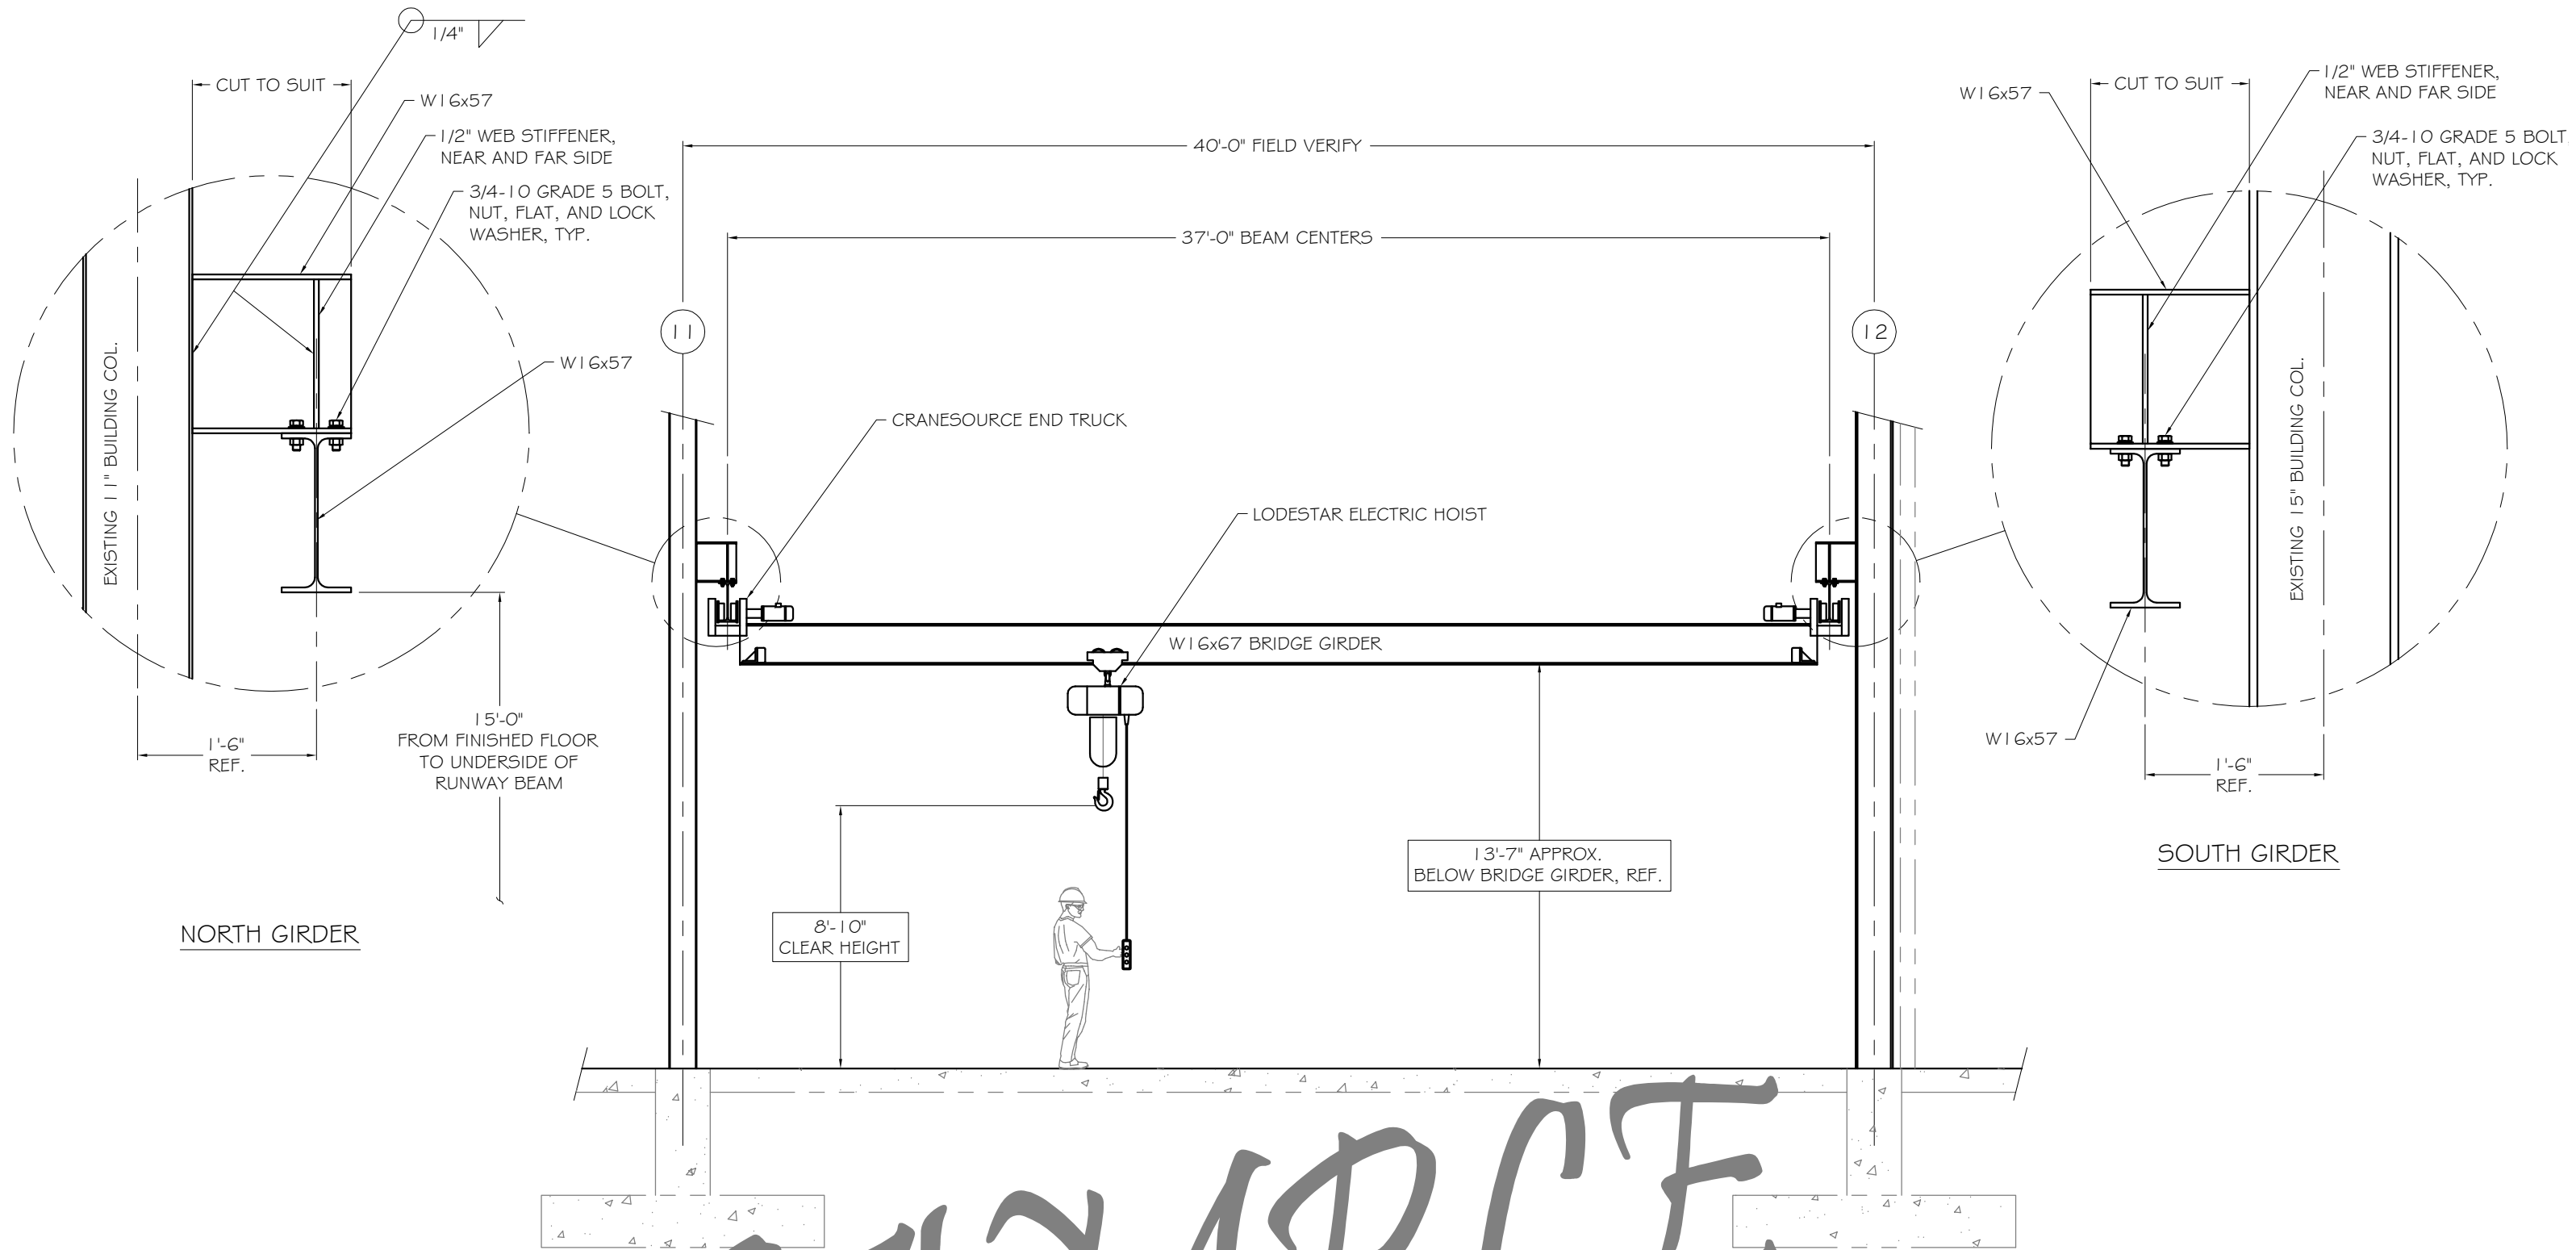 1/4"
CUT TO SUIT
W16x57
1/2" WEB STIFFENER,
NEAR AND FAR SIDE
3/4-10 GRADE 5 BOLT,
NUT, FLAT, AND LOCK
WASHER, TYP.
W16x57
EXISTING 11" BUILDING COL.
1'-6"
REF.
15'-0"
FROM FINISHED FLOOR
TO UNDERSIDE OF
RUNWAY BEAM
NORTH GIRDER
40'-0" FIELD VERIFY
37'-0" BEAM CENTERS
11
12
CRANESOURCE END TRUCK
LODESTAR ELECTRIC HOIST
W16x67 BRIDGE GIRDER
8'-10"
CLEAR HEIGHT
13'-7" APPROX.
BELOW BRIDGE GIRDER, REF.
W16x57
CUT TO SUIT
1/2" WEB STIFFENER,
NEAR AND FAR SIDE
3/4-10 GRADE 5 BOLT
NUT, FLAT, AND LOCK
WASHER, TYP.
EXISTING 15" BUILDING COL.
W16x57
1'-6"
REF.
SOUTH GIRDER